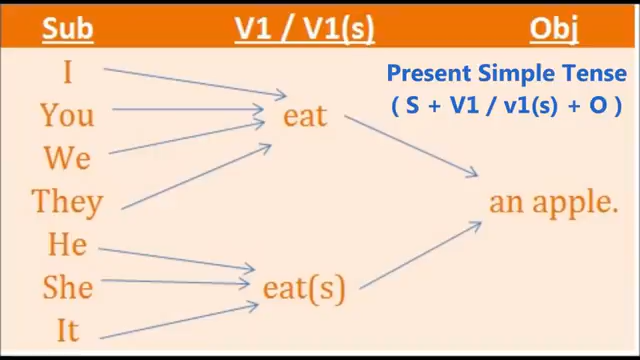 Sub V1 / V1(s) Obj
Present Simple Tense
( S + V1 / v1(s) + O )
I
You
We
They
He
She
It
eat
eat(s)
an apple.